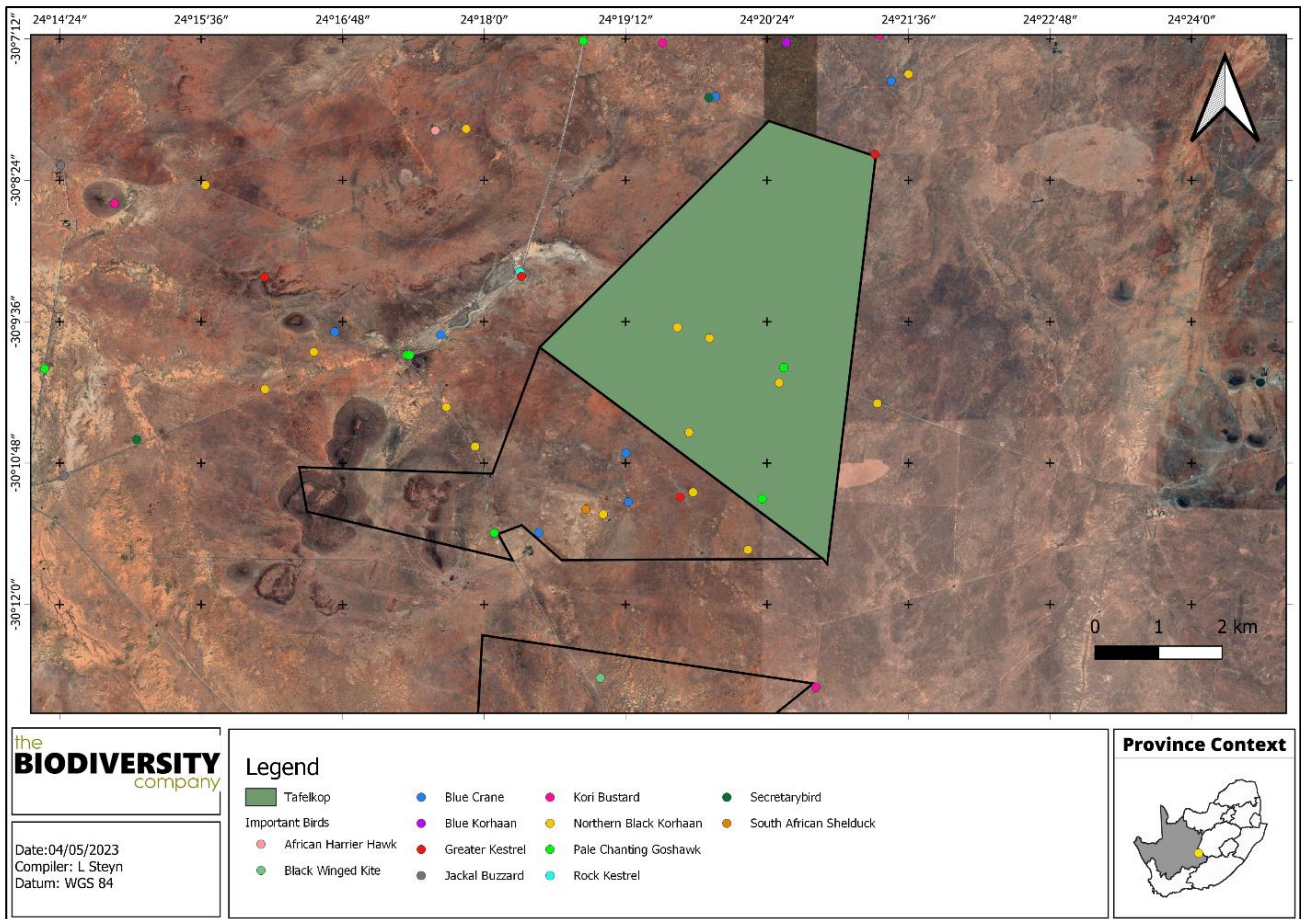 24°14′24″ 24°15′36″ 24°16′48″ 24°18′0″ 24°19′12″ 24°20′24″ 24°21′36″ 24°22′48″ 24°24′0″
-30°7′12″
-30°8′24″
-30°9′36″
-30°10′48″
-30°12′0″
0 1 2 km
the
BIODIVERSITY
company
Date:04/05/2023
Compiler: L Steyn
Datum: WGS 84
Legend
Tafelkop
Important Birds
African Harrier Hawk
Black Winged Kite
Blue Crane
Blue Korhaan
Greater Kestrel
Jackal Buzzard
Kori Bustard
Northern Black Korhaan
Pale Chanting Goshawk
Rock Kestrel
Secretarybird
South African Shelduck
Province Context